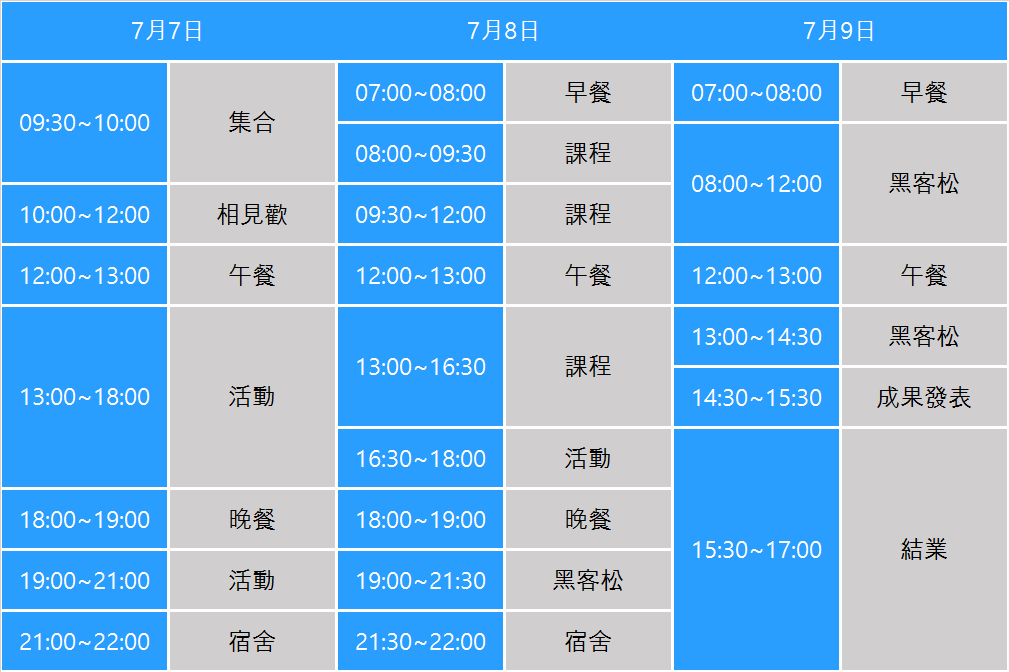 7月7日 7月8日 7月9日
09:30~10:00 集合 07:00~08:00 早餐 07:00~08:00 早餐
08:00~09:30 課程 08:00~12:00 黑客松
10:00~12:00 相見歡 09:30~12:00 課程
12:00~13:00 午餐 12:00~13:00 午餐 12:00~13:00 午餐
13:00~18:00 活動 13:00~16:30 課程 13:00~14:30 黑客松
14:30~15:30 成果發表
16:30~18:00 活動 15:30~17:00 結業
18:00~19:00 晚餐 18:00~19:00 晚餐
19:00~21:00 活動 19:00~21:30 黑客松
21:00~22:00 宿舍 21:30~22:00 宿舍